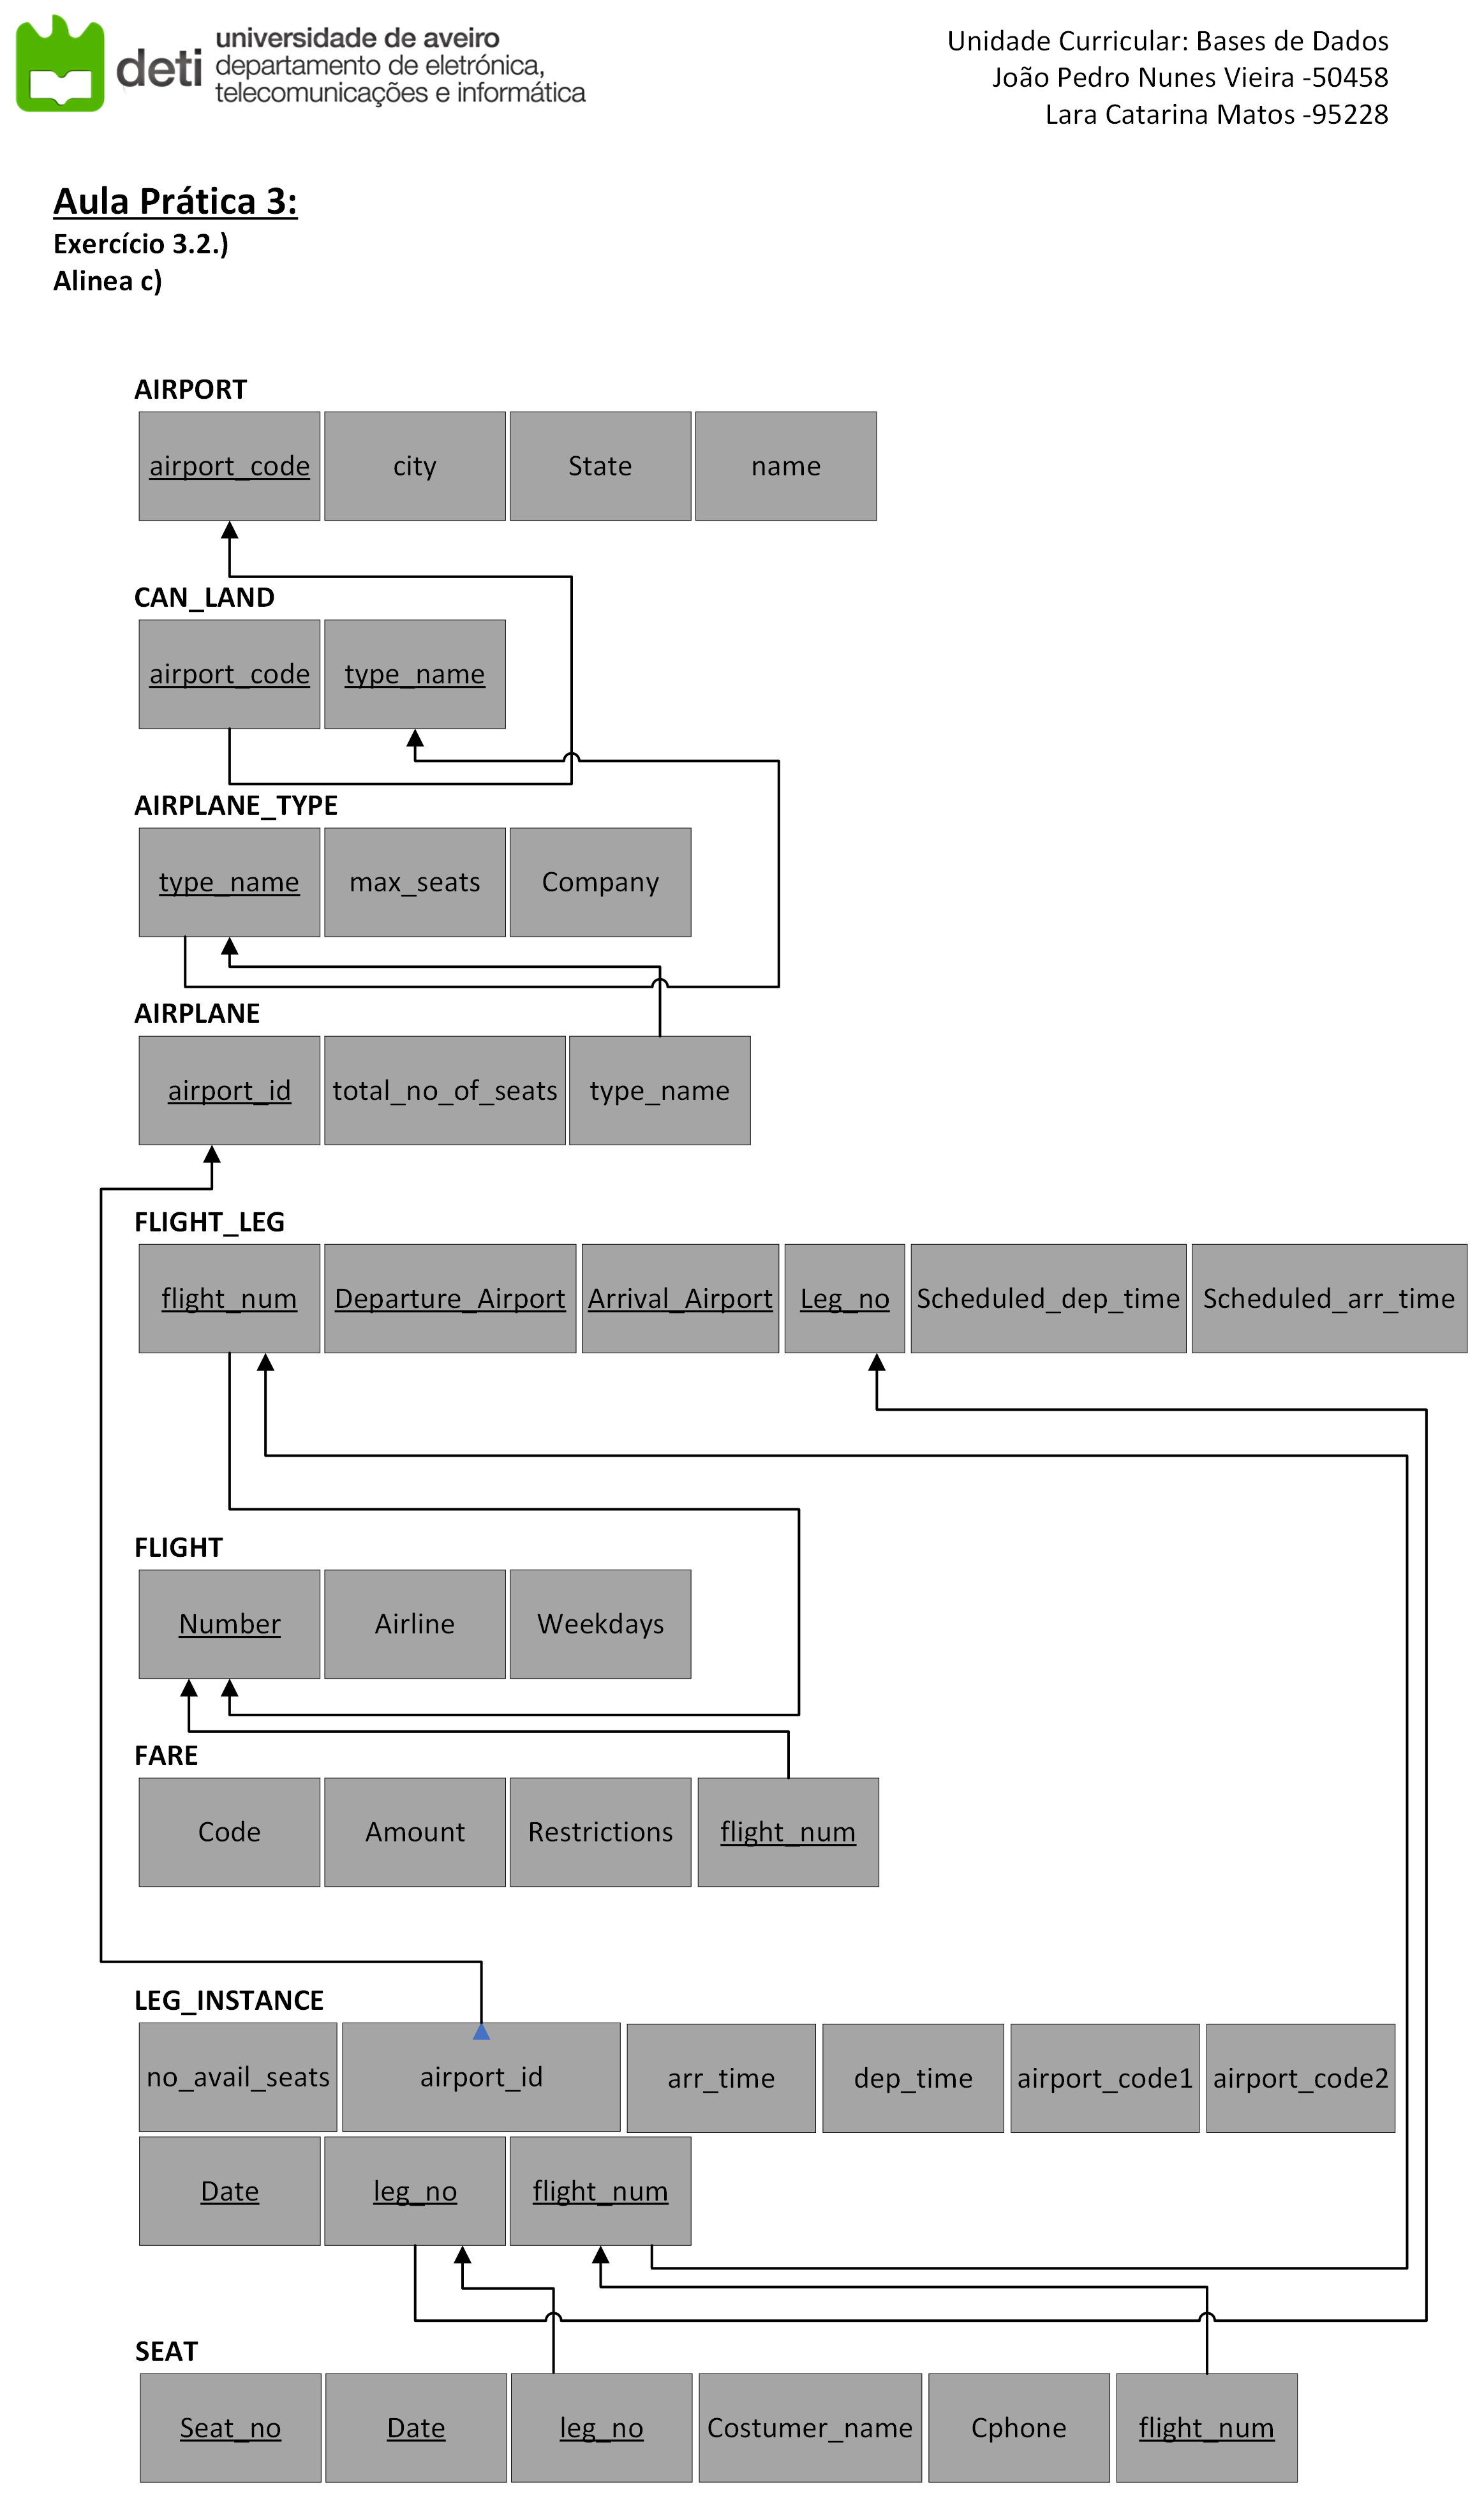 deti universidade de aveiro
departamento de eletrónica,
telecomunicações e informática
Unidade Curricular: Bases de Dados
João Pedro Nunes Vieira -50458
Lara Catarina Matos -95228
Aula Prática 3:
Exercício 3.2.)
Alinea c)
AIRPORT
airport_code city State name
CAN_LAND
airport_code type_name
AIRPLANE_TYPE
type_name max_seats Company
AIRPLANE
airport_id total_no_of_seats type_name
FLIGHT_LEG
flight_num Departure_Airport Arrival_Airport Leg_no Scheduled_dep_time Scheduled_arr_time
FLIGHT
Number Airline Weekdays
FARE
Code Amount Restrictions flight_num
LEG_INSTANCE
no_avail_seats airport_id arr_time dep_time airport_code1 airport_code2
Date leg_no flight_num
SEAT
Seat_no Date leg_no Costumer_name Cphone flight_num